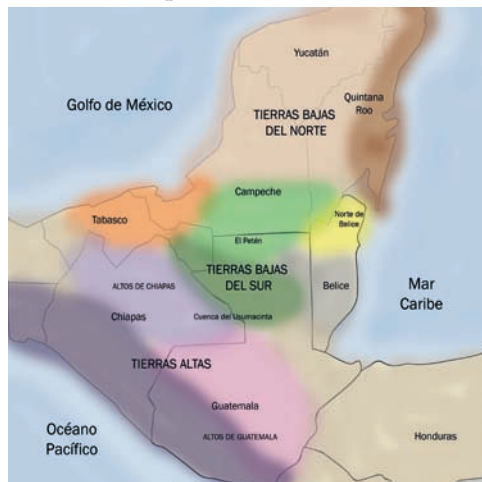 Yucatán
Golfo de México
Quintana
Roo
TIERRAS BAJAS
DEL NORTE
Campeche
Tabasco
Norte de
Belice
El Petén
TIERRAS BAJAS
DEL SUR
ALTOS DE CHIAPAS
Belice
Mar
Caribe
Chiapas
Cuenca del Usumacinta
TIERRAS ALTAS
Guatemala
Océano
Pacífico
ALTOS DE GUATEMALA
Honduras